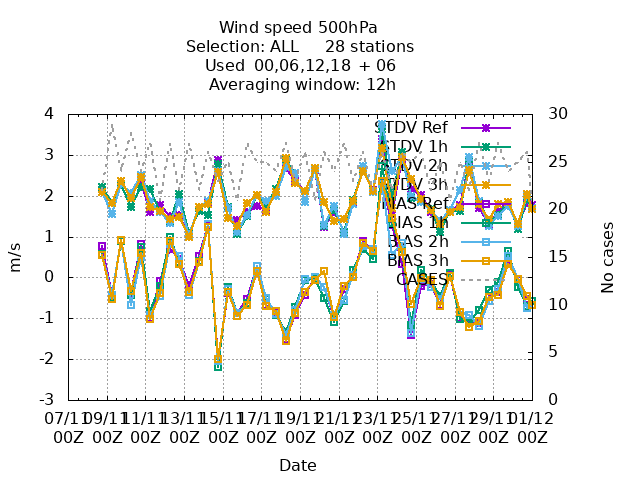 Wind speed 500hPa
Selection: ALL 28 stations
Used 00,06,12,18 + 06
Averaging window: 12h
4
3
2
1
0
-1
-2
-3
m/s
30
25
20
15
10
5
0
No cases
STDV Ref
STDV 1h
STDV 2h
STDV 3h
BIAS Ref
BIAS 1h
BIAS 2h
BIAS 3h
CASES
07/11 09/11 11/11 13/11 15/11 17/11 19/11 21/11 23/11 25/11 27/11 29/11 01/12
00Z 00Z 00Z 00Z 00Z 00Z 00Z 00Z 00Z 00Z 00Z 00Z 00Z
Date